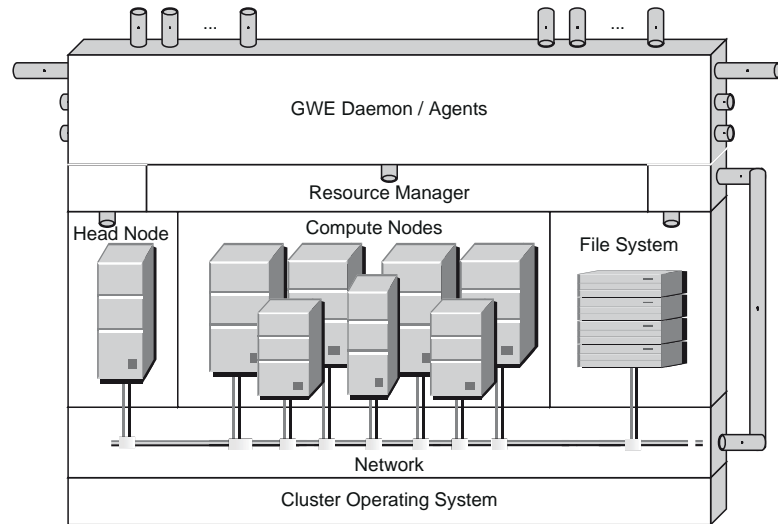 ...
...
GWE Daemon / Agents
Resource Manager
Head Node
Compute Nodes
File System
Network
Cluster Operating System